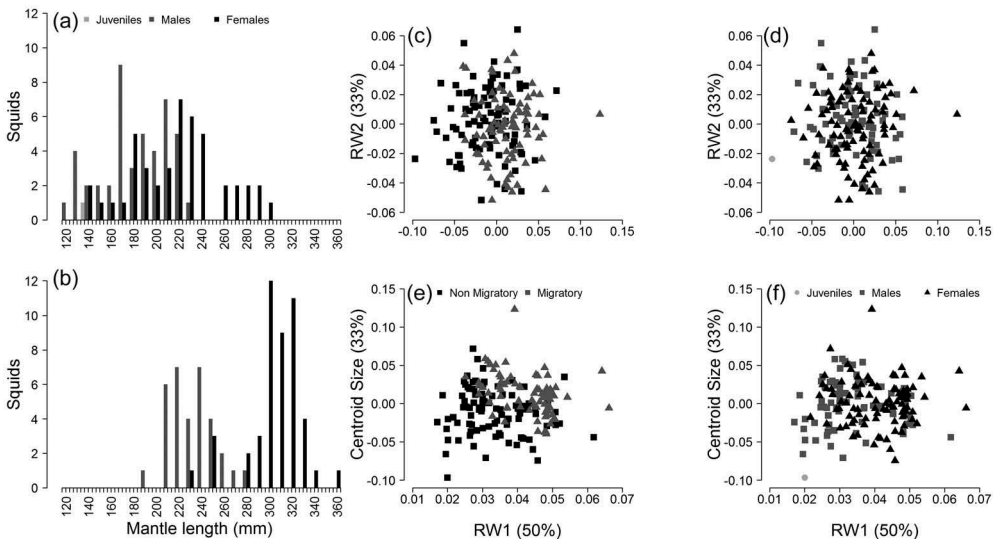 (a) Juveniles Males Females
12
10
8
6
4
2
0
Squids
120 140 160 180 200 220 240 260 280 300 320 340 360
(b)
12
10
8
6
4
2
0
Squids
120 140 160 180 200 220 240 260 280 300 320 340 360
Mantle length (mm)
(c)
0.06
0.04
0.02
0.00
-0.02
-0.04
-0.06
RW2 (33%)
-0.10 -0.05 0.00 0.05 0.10 0.15
(d)
0.06
0.04
0.02
0.00
-0.02
-0.04
-0.06
RW2 (33%)
-0.10 -0.05 0.00 0.05 0.10 0.15
(e) Non Migratory Migratory
0.15
0.10
0.05
0.00
-0.05
-0.10
Centroid Size (33%)
0.01 0.02 0.03 0.04 0.05 0.06 0.07
RW1 (50%)
(f) Juveniles Males Females
0.15
0.10
0.05
0.00
-0.05
-0.10
Centroid Size (33%)
0.01 0.02 0.03 0.04 0.05 0.06 0.07
RW1 (50%)